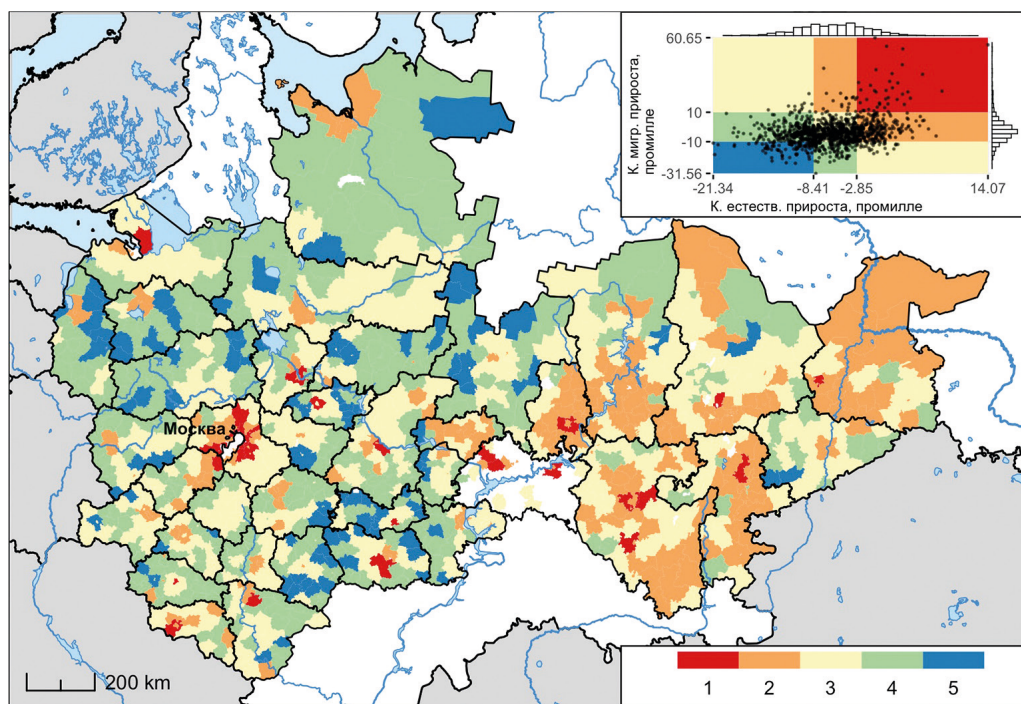 К. мигр. прироста,
промилле
60.65
10
-10
-31.56
-21.34
-8.41
-2.85
14.07
К. естеств. прироста, промилле
Москва
200 km
1
2
3
4
5